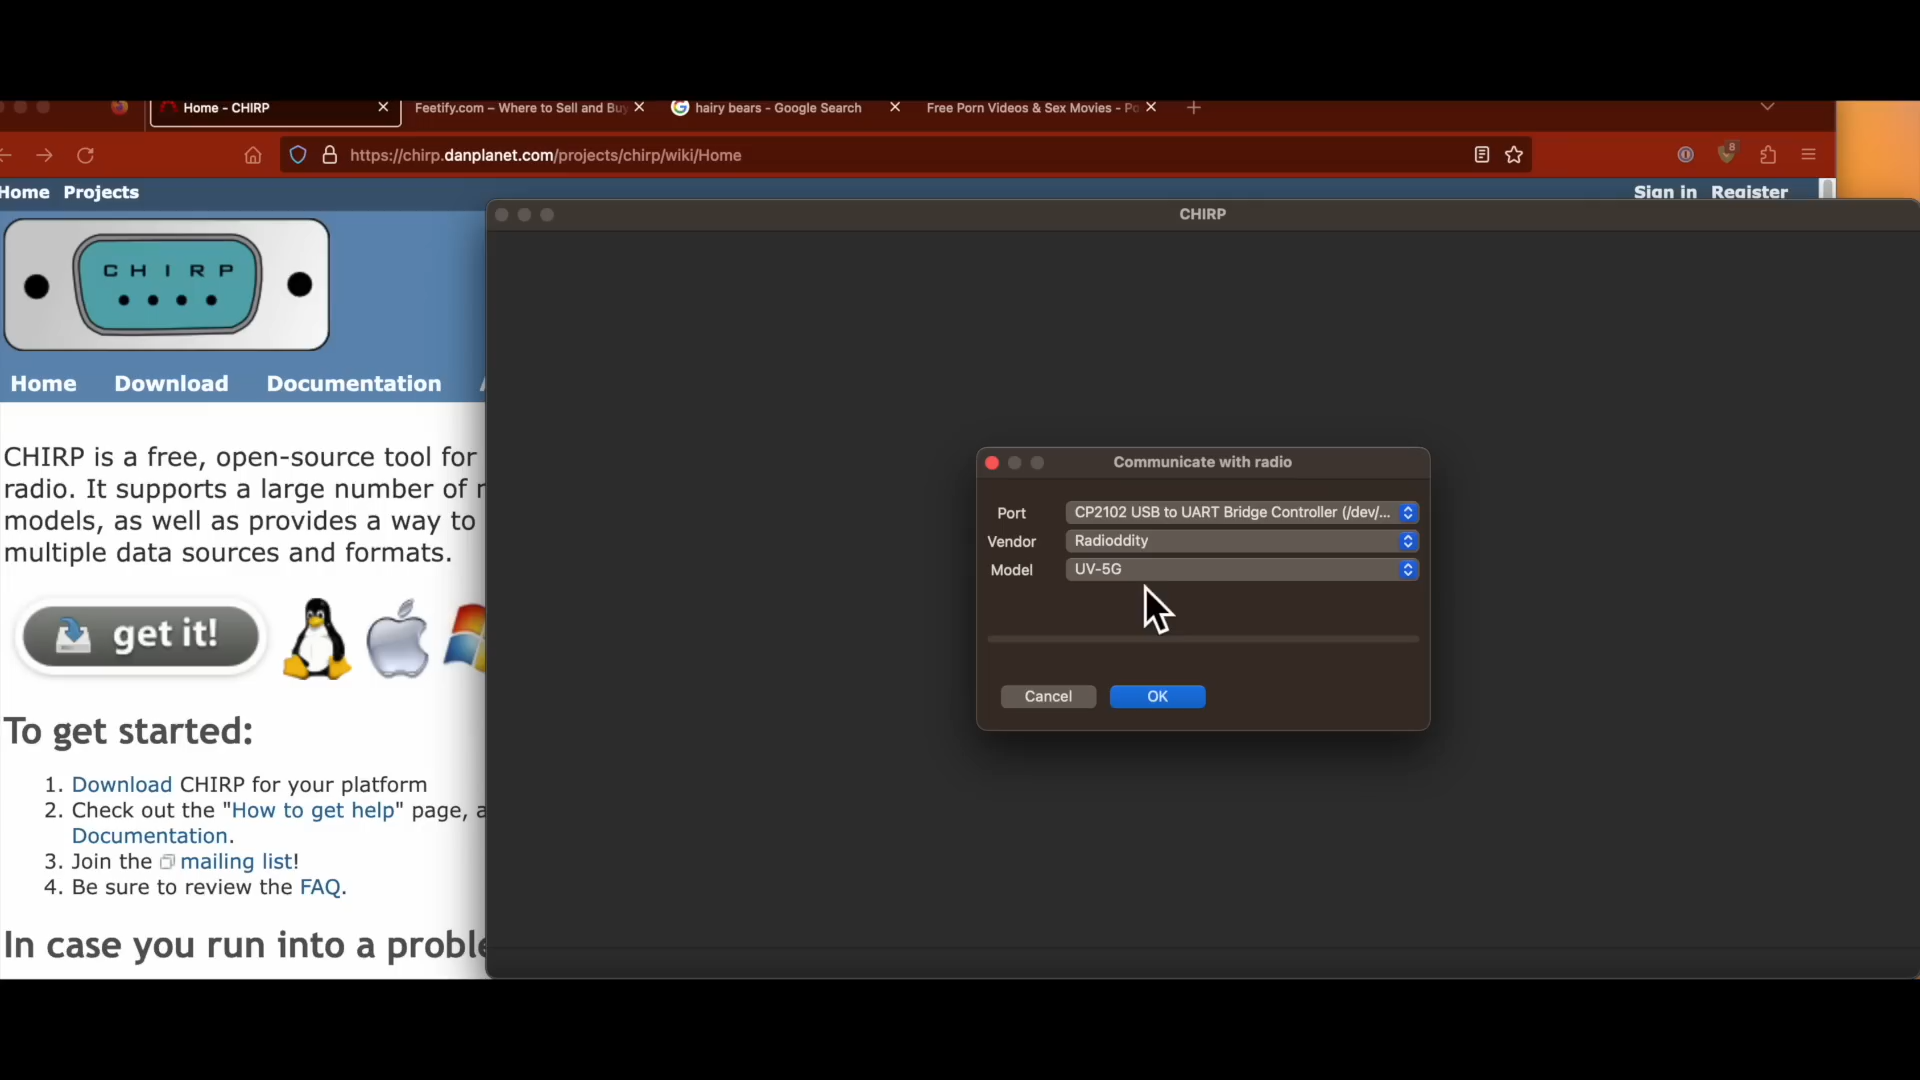 Home - CHIRP
Feetify.com – Where to Sell and Buy
hairy bears - Google Search
Free Porn Videos & Sex Movies - Po
https://chirp.danplanet.com/projects/chirp/wiki/Home
8
Home Projects
Sign in Register
CHIRP
CHIRP
Home Download Documentation
CHIRP is a free, open-source tool for
radio. It supports a large number of
models, as well as provides a way to
multiple data sources and formats.
get it!
To get started:
1. Download CHIRP for your platform
2. Check out the "How to get help" page, a
Documentation.
3. Join the mailing list!
4. Be sure to review the FAQ.
In case you run into a proble
Communicate with radio
Port CP2102 USB to UART Bridge Controller (/dev/...
Vendor Radioddity
Model UV-5G
Cancel OK